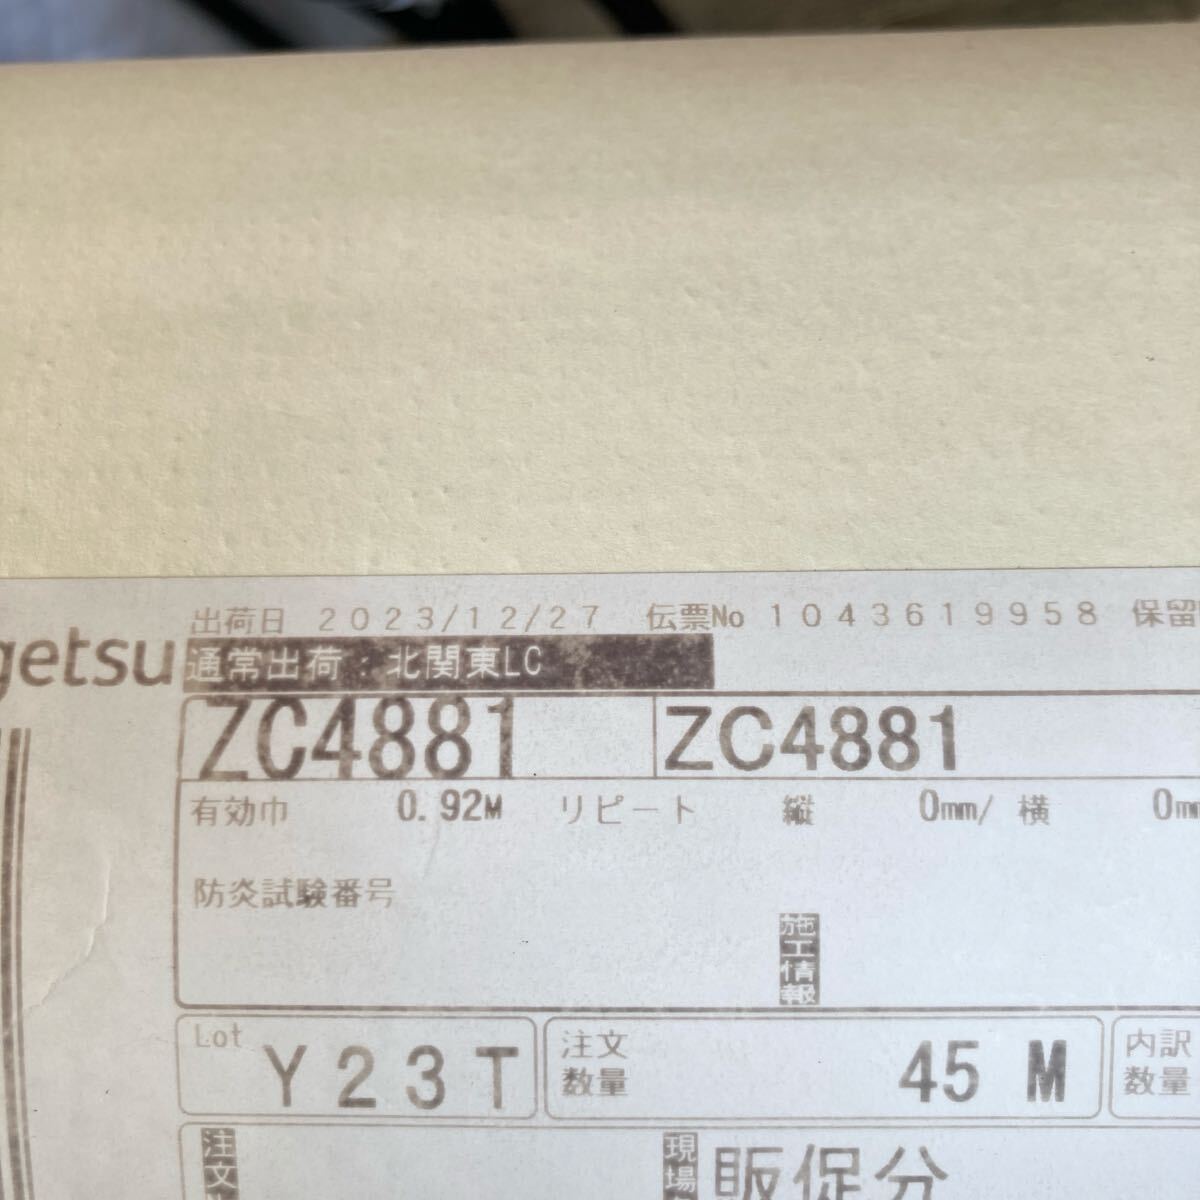 出荷日 2023/12/27 伝票No 1043619958 保留
getsu 通常出荷：北関東LC
ZC4881 ZC4881
有効巾 0.92M リピート 縦 0mm/横 0m
防炎試験番号
施工情報
Lot Y23T 注文数量 45 M 内訳数量
注文 現場 販促分